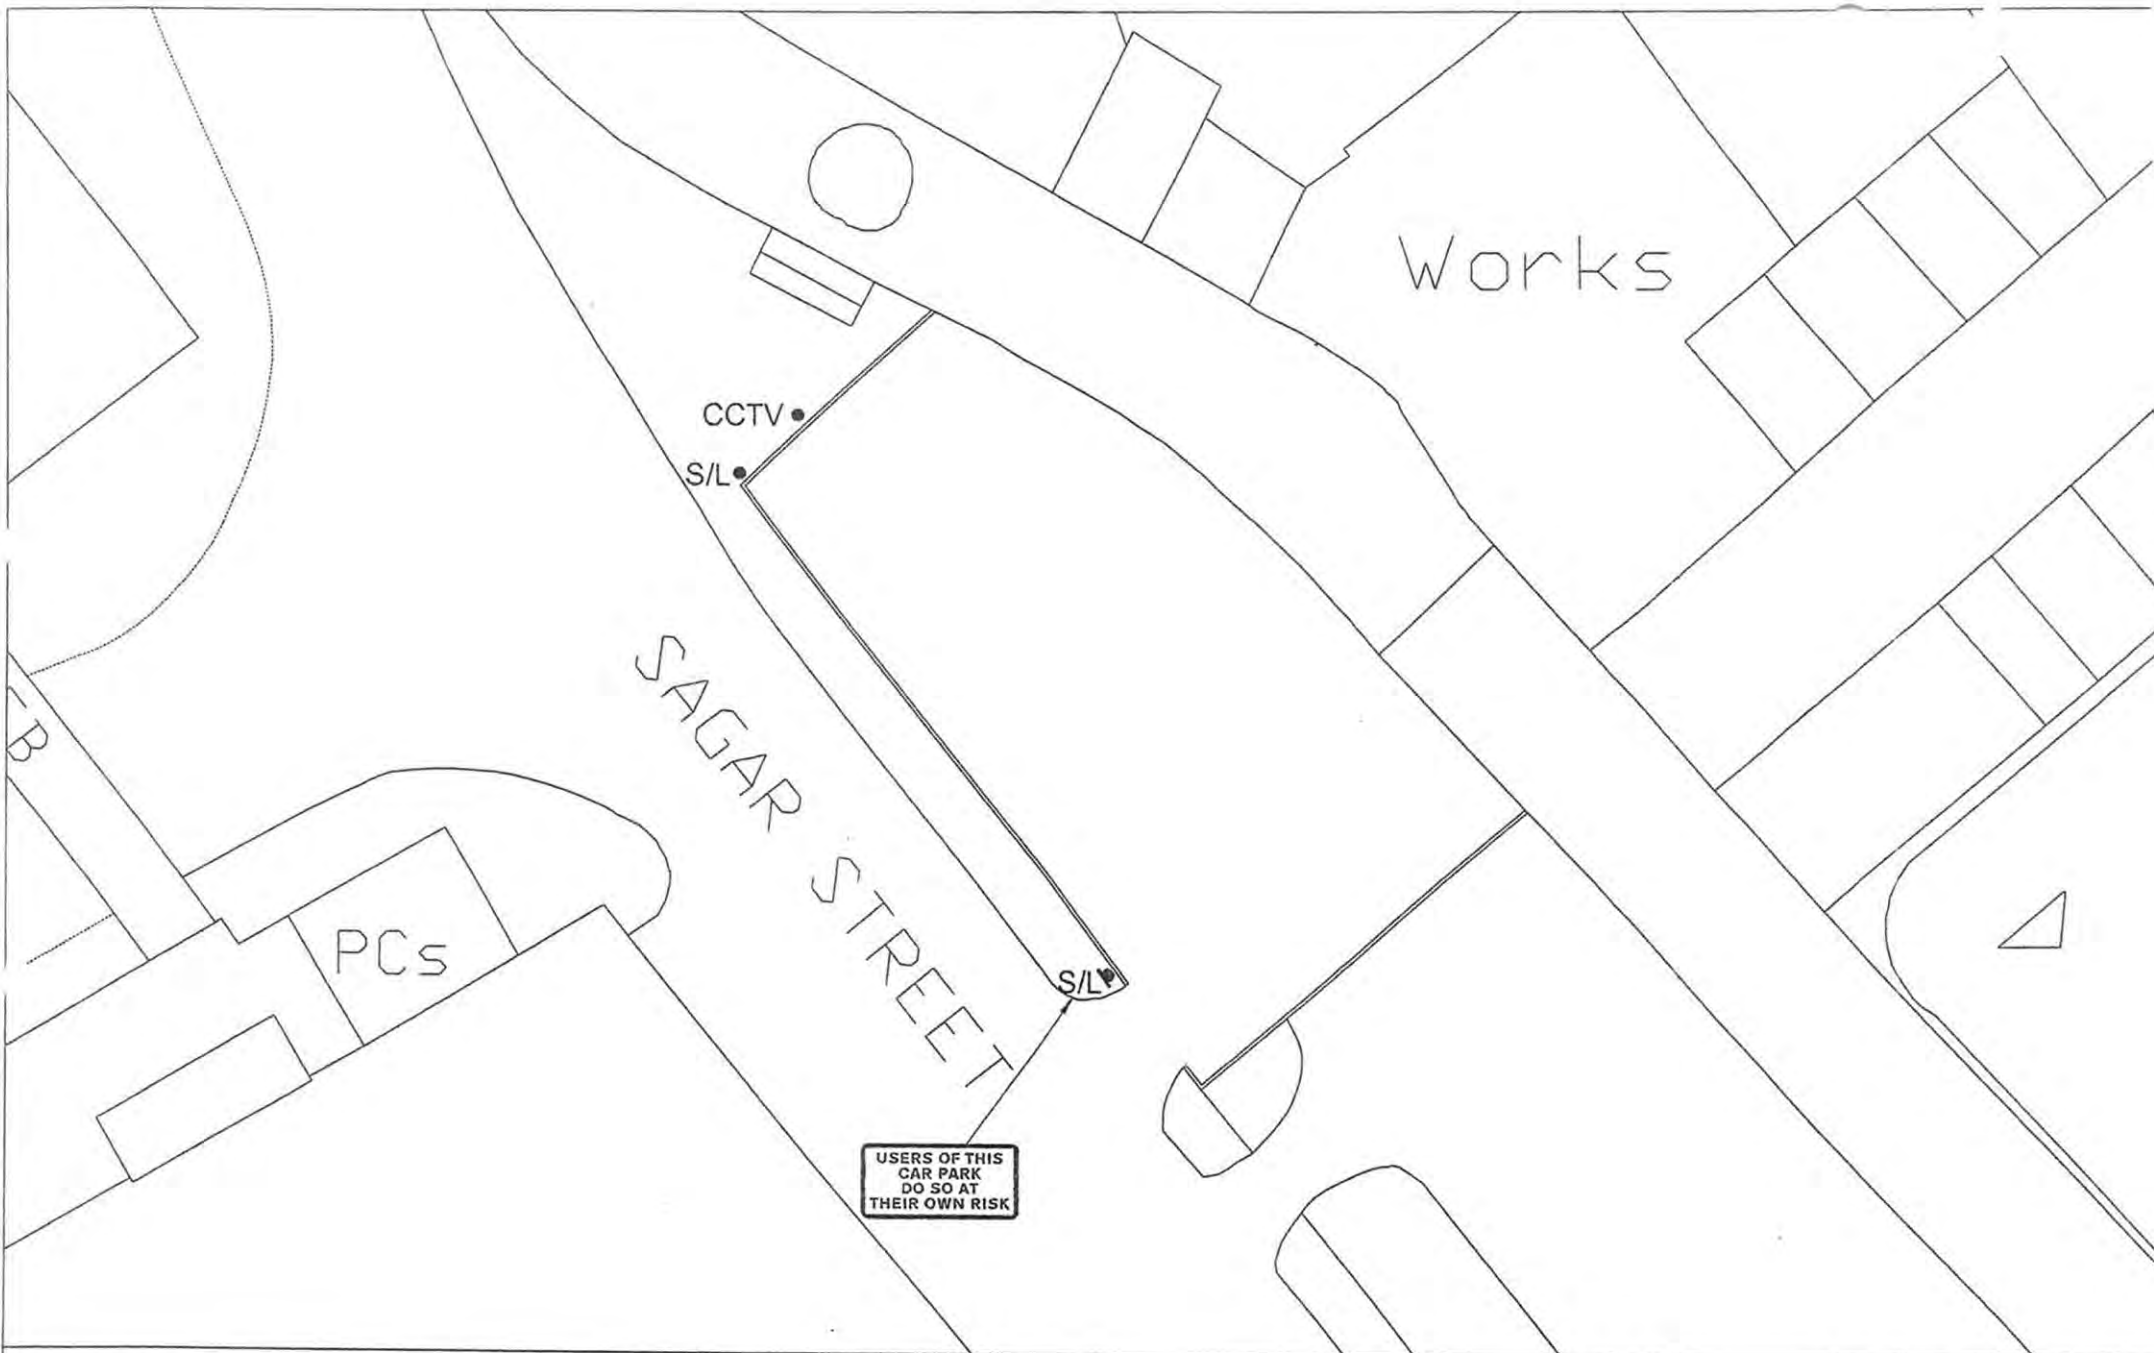 Works
CCTV
S/L
SAGAR STREET
PCs
S/L
USERS OF THIS
CAR PARK
DO SO AT
THEIR OWN RISK